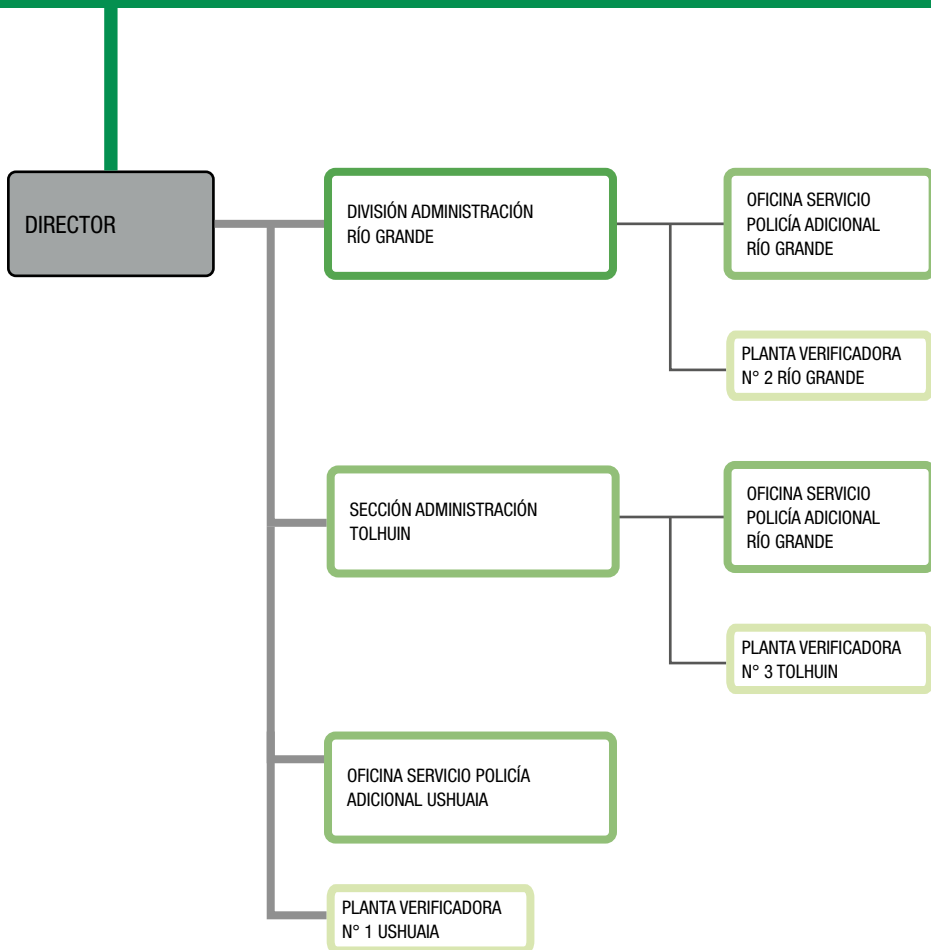 DIRECTOR
DIVISIÓN ADMINISTRACIÓN
RÍO GRANDE
OFICINA SERVICIO
POLICÍA ADICIONAL
RÍO GRANDE
PLANTA VERIFICADORA
N° 2 RÍO GRANDE
SECCIÓN ADMINISTRACIÓN
TOLHUIN
OFICINA SERVICIO
POLICÍA ADICIONAL
RÍO GRANDE
PLANTA VERIFICADORA
N° 3 TOLHUIN
OFICINA SERVICIO POLICÍA
ADICIONAL USHUAIA
PLANTA VERIFICADORA
N° 1 USHUAIA